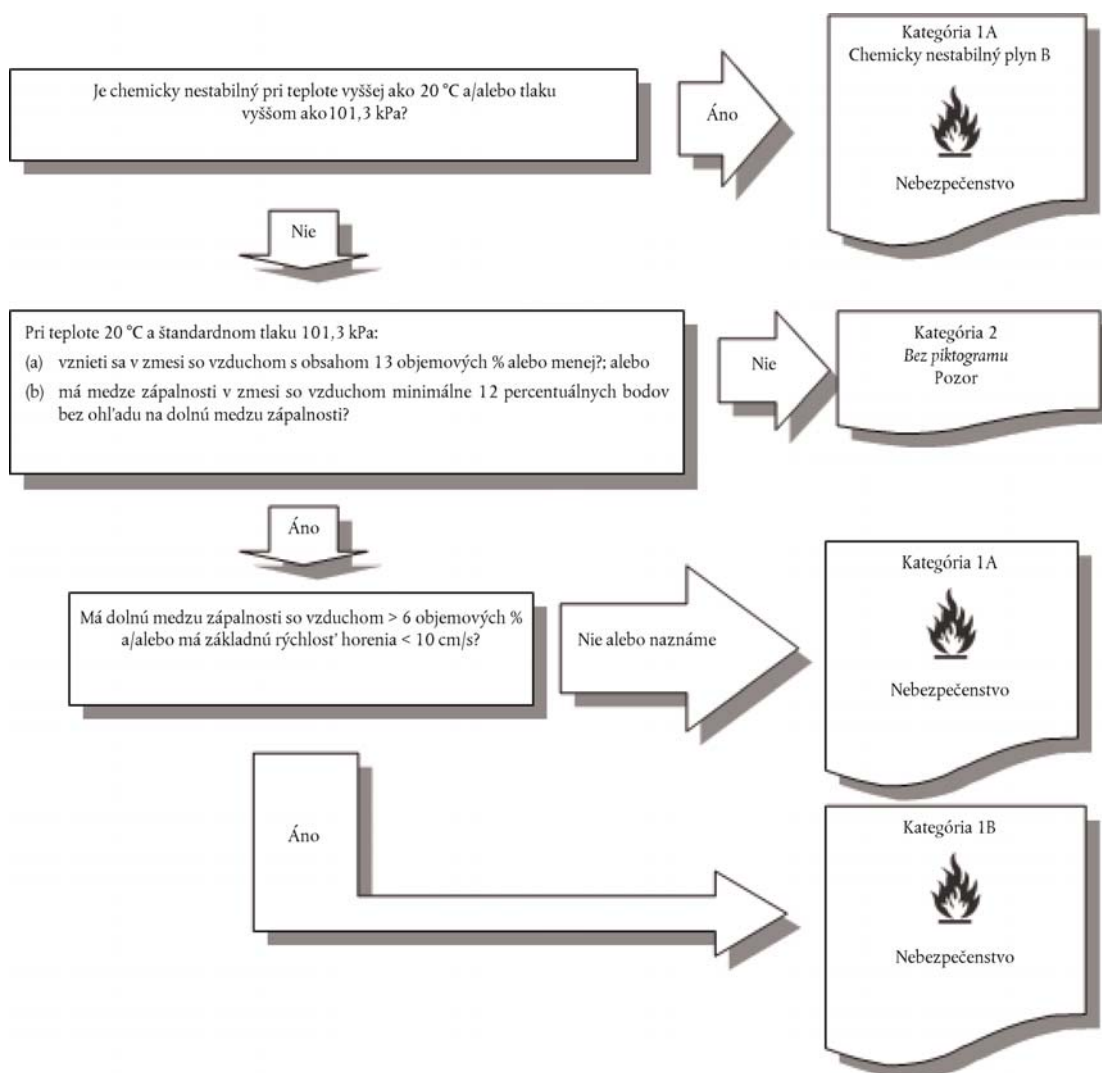 Je chemicky nestabilný pri teplote vyššej ako 20 °C a/alebo tlaku
vyššom ako101,3 kPa?
Áno
Kategória 1A
Chemicky nestabilný plyn B
Nebezpečenstvo
Nie
Pri teplote 20 °C a štandardnom tlaku 101,3 kPa:
(a) vznieti sa v zmesi so vzduchom s obsahom 13 objemových % alebo menej?; alebo
(b) má medze zápalnosti v zmesi so vzduchom minimálne 12 percentuálnych bodov
bez ohľadu na dolnú medzu zápalnosti?
Nie
Kategória 2
Bez piktogramu
Pozor
Áno
Má dolnú medzu zápalnosti so vzduchom > 6 objemových %
a/alebo má základnú rýchlosť horenia < 10 cm/s?
Nie alebo naznáme
Kategória 1A
Nebezpečenstvo
Áno
Kategória 1B
Nebezpečenstvo